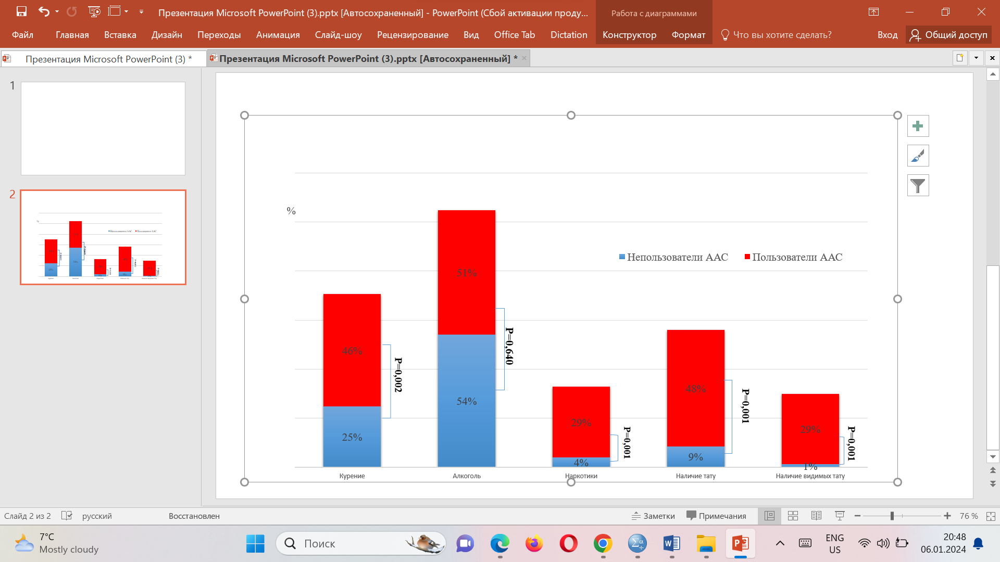 Презентация Microsoft PowerPoint (3).pptx [Автосохраненный] - PowerPoint (Сбой активации проду...
Работа с диаграммами
Файл Главная Вставка Дизайн Переходы Анимация Слайд-шоу Рецензирование Вид Office Tab Dictation Конструктор Формат Что вы хотите сделать? Вход Общий доступ
Презентация Microsoft PowerPoint (3) *
Презентация Microsoft PowerPoint (3).pptx [Автосохраненный] *
1
2
%
Непользователи ААС Пользователи ААС
51%
46%
54%
25%
29%
4%
48%
9%
29%
1%
P=0,002
P=0,640
P=0,001
P=0,001
P=0,001
Курение Алкоголь Наркотики Наличие тату Наличие видимых тату
Слайд 2 из 2 русский Восстановлен Заметки Примечания 76 %
7°C
Mostly cloudy
Поиск
ENG
US
20:48
06.01.2024